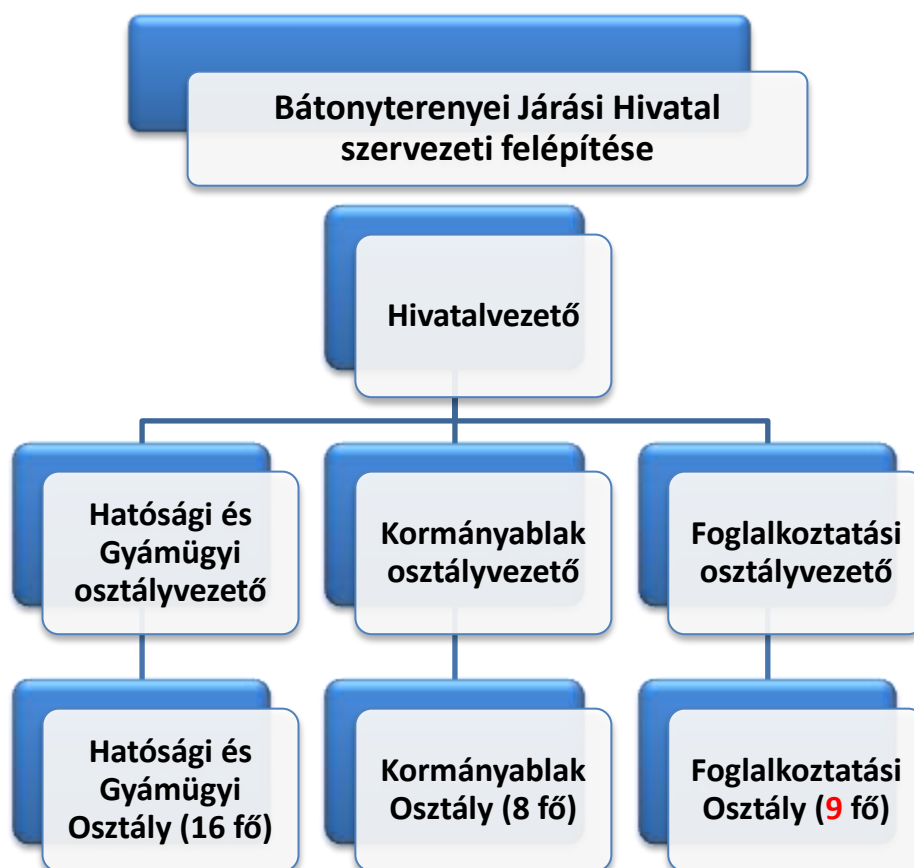 Bátonyterenyei Járási Hivatal
szervezeti felépítése
Hivatalvezető
Hatósági és
Gyámügyi
osztályvezető
Kormányablak
osztályvezető
Foglalkoztatási
osztályvezető
Hatósági és
Gyámügyi
Osztály (16 fő)
Kormányablak
Osztály (8 fő)
Foglalkoztatási
Osztály (9 fő)